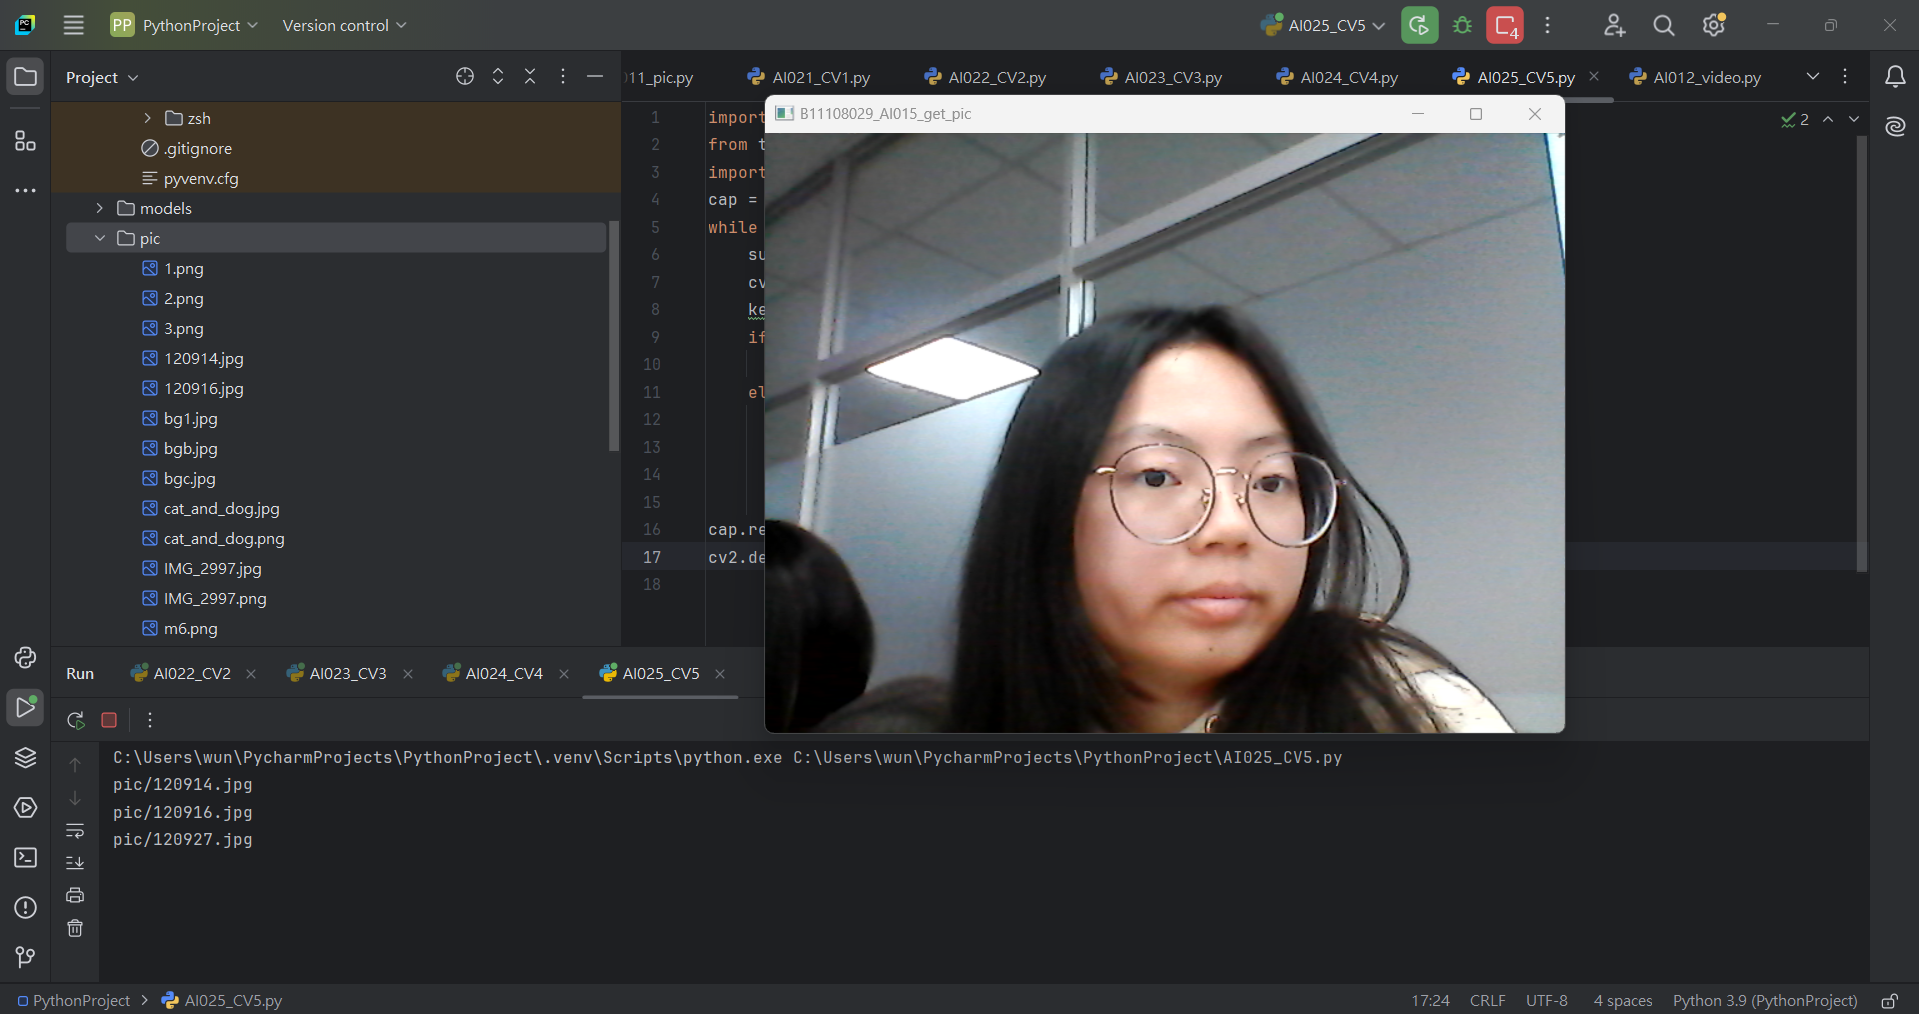 PP PythonProject Version control AI025_CV5 4
Project
11_pic.py AI021_CV1.py AI022_CV2.py AI023_CV3.py AI024_CV4.py AI025_CV5.py AI012_video.py
zsh
.gitignore
pyvenv.cfg
models
pic
1.png
2.png
3.png
120914.jpg
120916.jpg
bg1.jpg
bgb.jpg
bgc.jpg
cat_and_dog.jpg
cat_and_dog.png
IMG_2997.jpg
IMG_2997.png
m6.png
B11108029_AI015_get_pic
2
1 import
2 from t
3 import
4 cap =
5 while
6 su
7 cv
8 ke
9 if
10
11 el
12
13
14
15
16 cap.re
17 cv2.de
18
Run AI022_CV2 AI023_CV3 AI024_CV4 AI025_CV5
C:\Users\wun\PycharmProjects\PythonProject\.venv\Scripts\python.exe C:\Users\wun\PycharmProjects\PythonProject\AI025_CV5.py
pic/120914.jpg
pic/120916.jpg
pic/120927.jpg
PythonProject > AI025_CV5.py 17:24 CRLF UTF-8 4 spaces Python 3.9 (PythonProject)